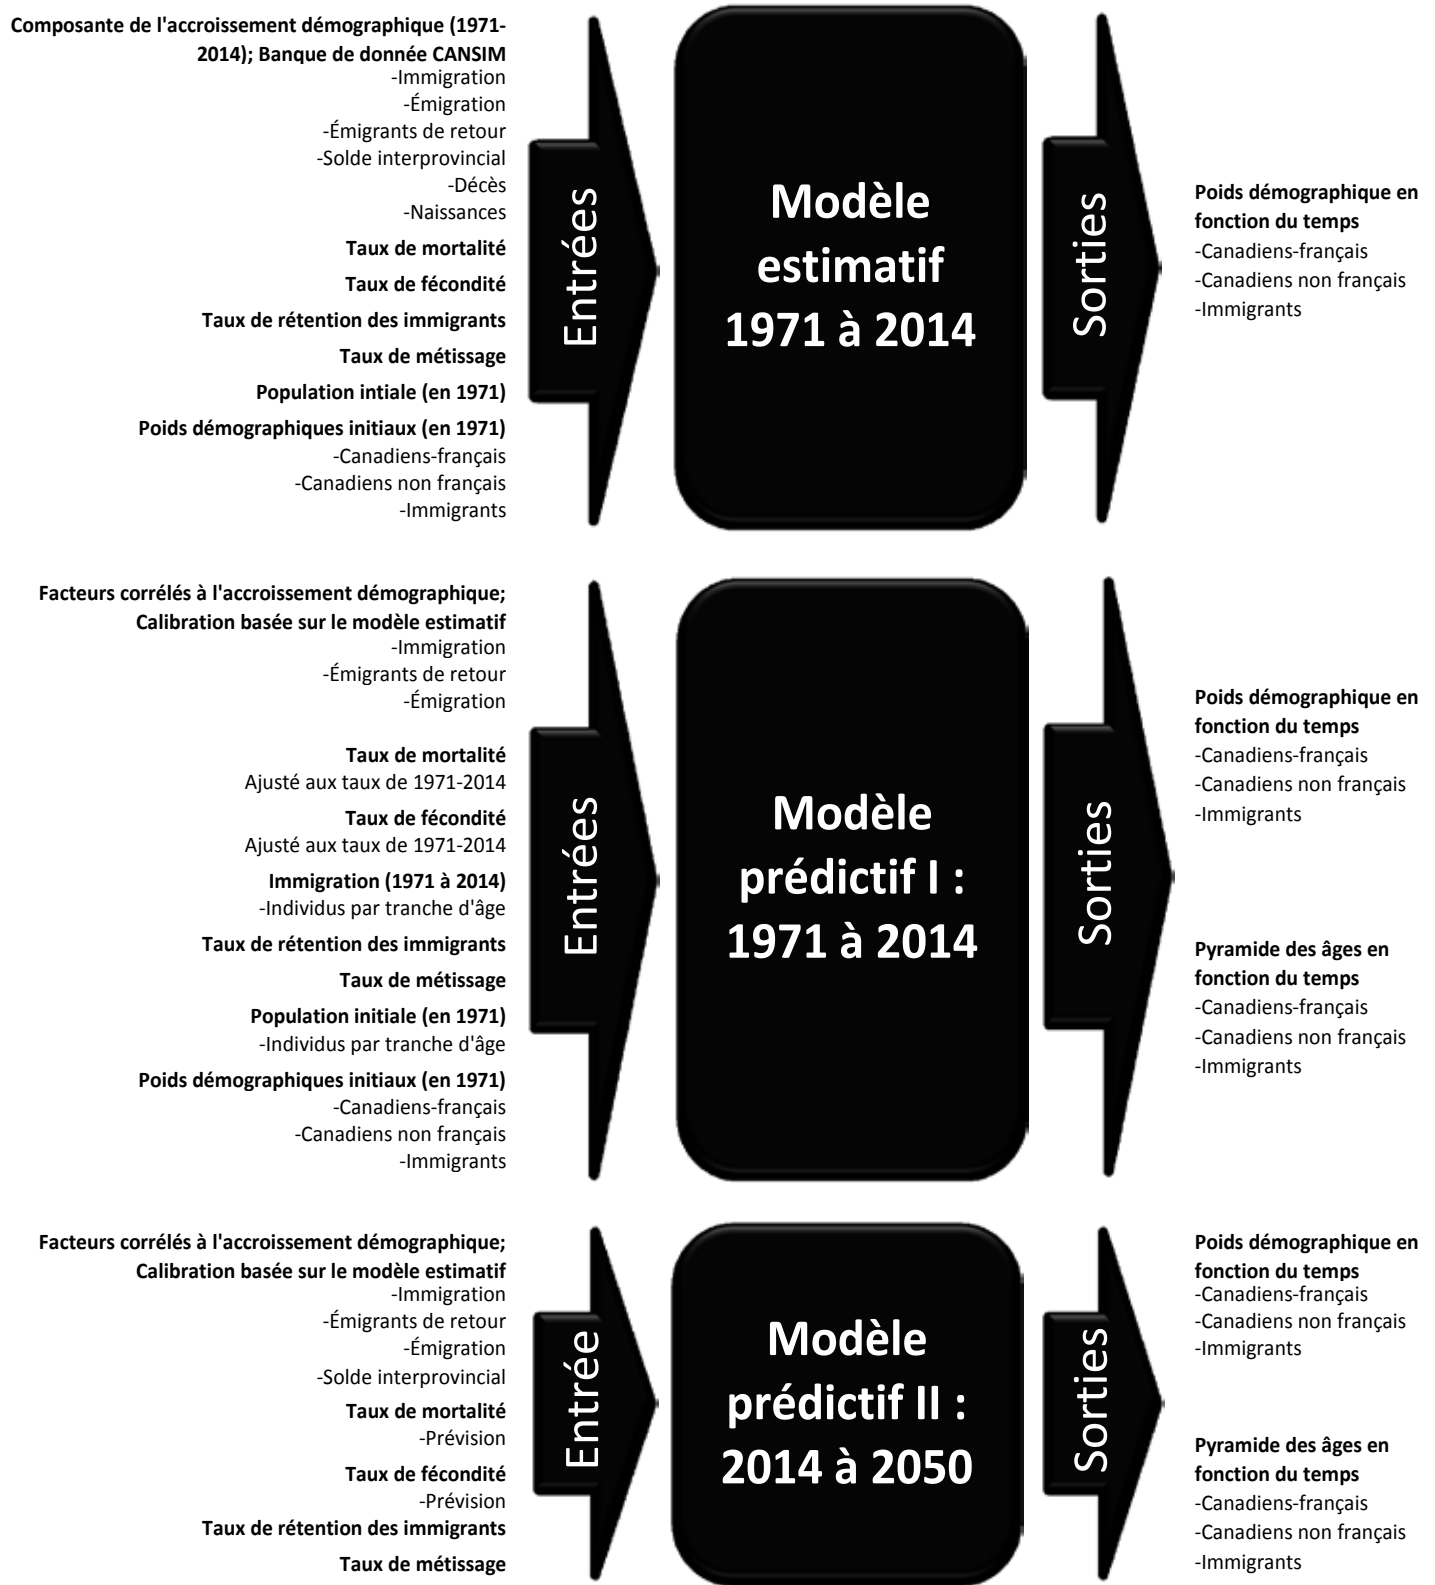 Composante de l'accroissement démographique (1971-
2014); Banque de donnée CANSIM
-Immigration
-Émigration
-Émigrants de retour
-Solde interprovincial
-Décès
-Naissances
Taux de mortalité
Taux de fécondité
Taux de rétention des immigrants
Taux de métissage
Population intiale (en 1971)
Poids démographiques initiaux (en 1971)
-Canadiens-français
-Canadiens non français
-Immigrants
Entrées
Modèle
estimatif
1971 à 2014
Sorties
Poids démographique en
fonction du temps
-Canadiens-français
-Canadiens non français
-Immigrants
Facteurs corrélés à l'accroissement démographique;
Calibration basée sur le modèle estimatif
-Immigration
-Émigrants de retour
-Émigration
Taux de mortalité
Ajusté aux taux de 1971-2014
Taux de fécondité
Ajusté aux taux de 1971-2014
Immigration (1971 à 2014)
-Individus par tranche d'âge
Taux de rétention des immigrants
Taux de métissage
Population initiale (en 1971)
-Individus par tranche d'âge
Poids démographiques initiaux (en 1971)
-Canadiens-français
-Canadiens non français
-Immigrants
Entrées
Modèle
prédictif I :
1971 à 2014
Sorties
Poids démographique en
fonction du temps
-Canadiens-français
-Canadiens non français
-Immigrants
Pyramide des âges en
fonction du temps
-Canadiens-français
-Canadiens non français
-Immigrants
Facteurs corrélés à l'accroissement démographique;
Calibration basée sur le modèle estimatif
-Immigration
-Émigrants de retour
-Émigration
-Solde interprovincial
Taux de mortalité
-Prévision
Taux de fécondité
-Prévision
Taux de rétention des immigrants
Taux de métissage
Entrée
Modèle
prédictif II :
2014 à 2050
Sorties
Poids démographique en
fonction du temps
-Canadiens-français
-Canadiens non français
-Immigrants
Pyramide des âges en
fonction du temps
-Canadiens-français
-Canadiens non français
-Immigrants